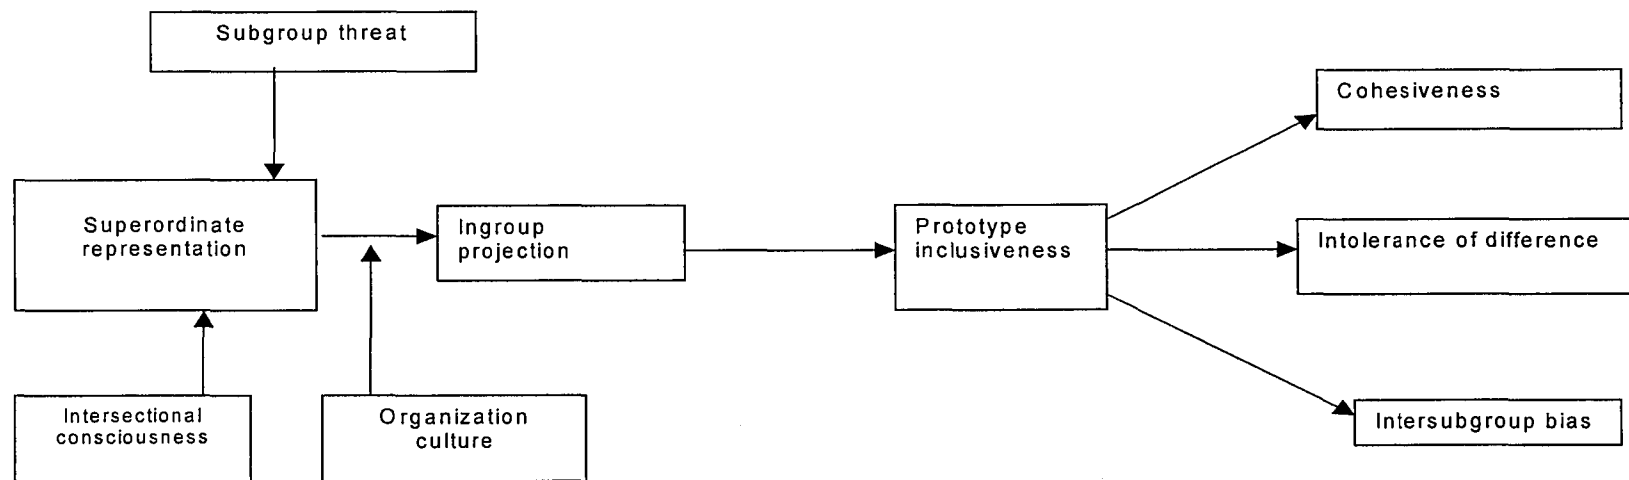 Subgroup threat
Cohesiveness
Superordinate
representation
Ingroup
projection
Prototype
inclusiveness
Intolerance of difference
Intersectional
consciousness
Organization
culture
Intersubgroup bias